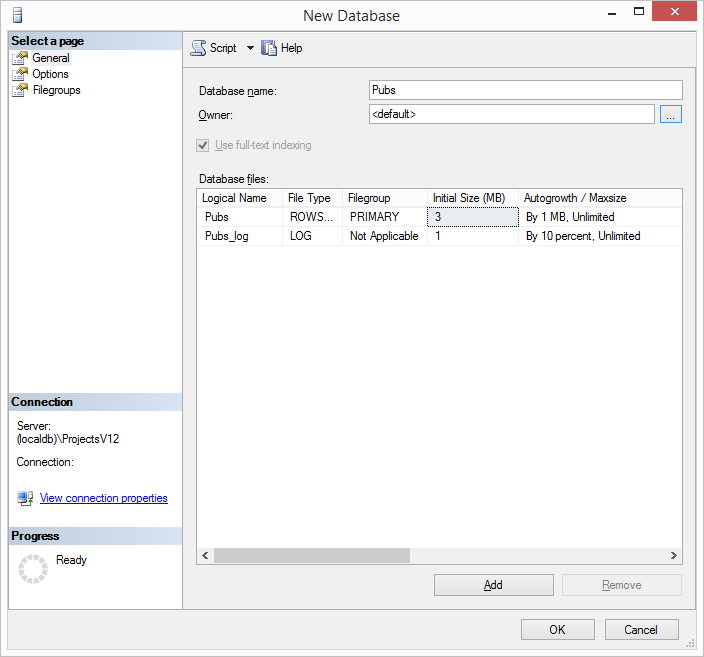 New Database
Select a page
General
Options
Filegroups
Script Help
Database name: Pubs
Owner: <default> ...
Use full-text indexing
Database files:
Logical Name File Type Filegroup Initial Size (MB) Autogrowth / Maxsize
Pubs ROWS... PRIMARY 3 By 1 MB, Unlimited
Pubs_log LOG Not Applicable 1 By 10 percent, Unlimited
Connection
Server:
(localdb)\ProjectsV12
Connection:
View connection properties
Progress
Ready
Add Remove
OK Cancel